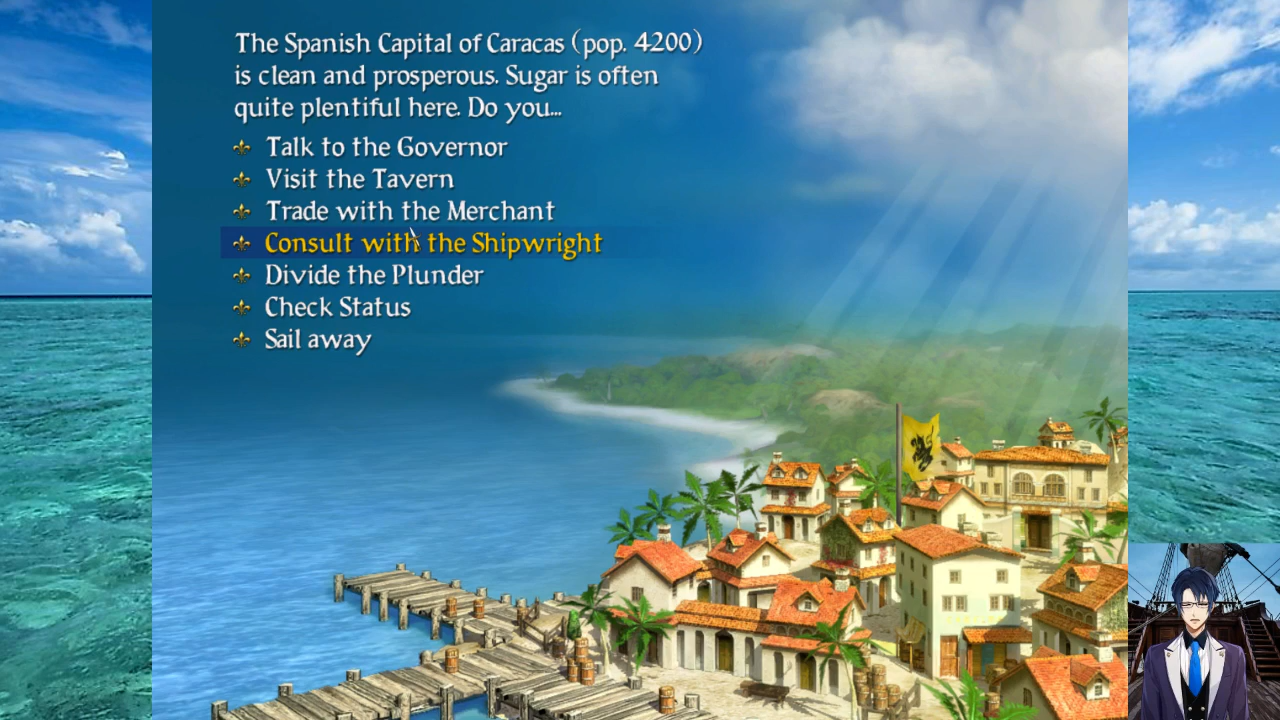 The Spanish Capital of Caracas (pop. 4200)
is clean and prosperous. Sugar is often
quite plentiful here. Do you...
Talk to the Governor
Visit the Tavern
Trade with the Merchant
Consult with the Shipwright
Divide the Plunder
Check Status
Sail away